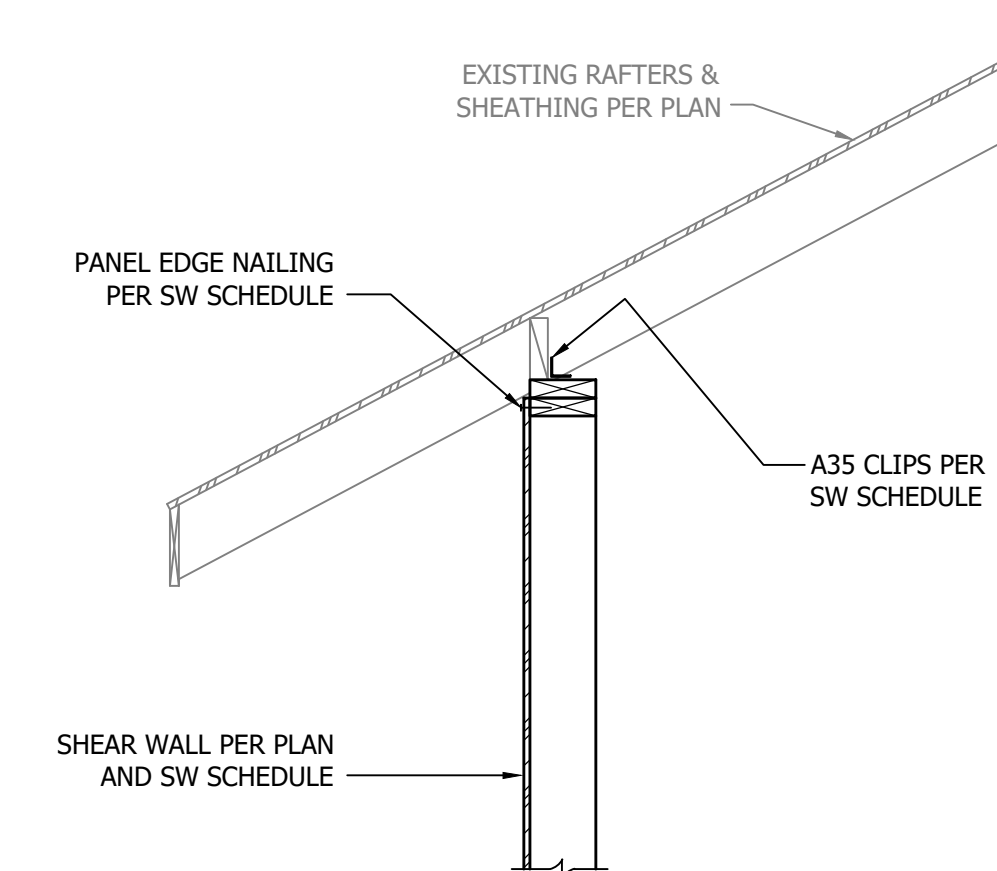 EXISTING RAFTERS &
SHEATHING PER PLAN
PANEL EDGE NAILING
PER SW SCHEDULE
A35 CLIPS PER
SW SCHEDULE
SHEAR WALL PER PLAN
AND SW SCHEDULE